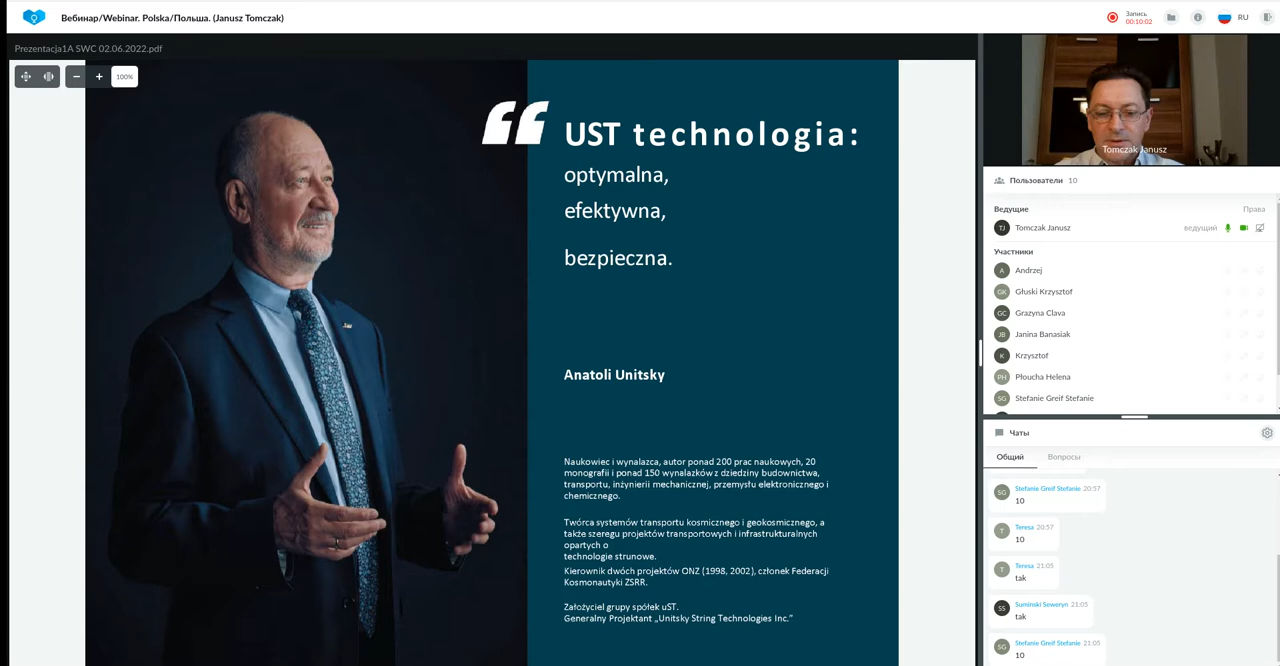 Вебинар/Webinar. Polska/Польша. (Janusz Tomczak)
Запись
00:10:02
RU
Prezentacja1A SWC 02.06.2022.pdf
100%
UST technologia:
optymalna,
efektywna,
bezpieczna.
Anatoli Unitsky
Naukowiec i wynalazca, autor ponad 200 prac naukowych, 20
monografii i ponad 150 wynalazków z dziedziny budownictwa,
transportu, inżynierii mechanicznej, przemysłu elektronicznego i
chemicznego.
Twórca systemów transportu kosmicznego i geokosmicznego, a
także szeregu projektów transportowych i infrastrukturalnych
opartych o
technologie strunowe.
Kierownik dwóch projektów ONZ (1998, 2002), członek Federacji
Kosmonautyki ZSRR.
Założyciel grupy spółek uST.
Generalny Projektant „Unitsky String Technologies Inc.”
Tomczak Janusz
Пользователи 10
Ведущие Права
TJ Tomczak Janusz ведущий
Участники
A Andrzej
GK Głuski Krzysztof
GC Grazyna Clava
JB Janina Banasiak
K Krzysztof
PH Płoucha Helena
SG Stefanie Greif Stefanie
Чаты
Общий Вопросы
SG Stefanie Greif Stefanie 20:57
10
T Teresa 20:57
10
T Teresa 21:05
tak
SS Suminski Seweryn 21:05
tak
SG Stefanie Greif Stefanie 21:05
10